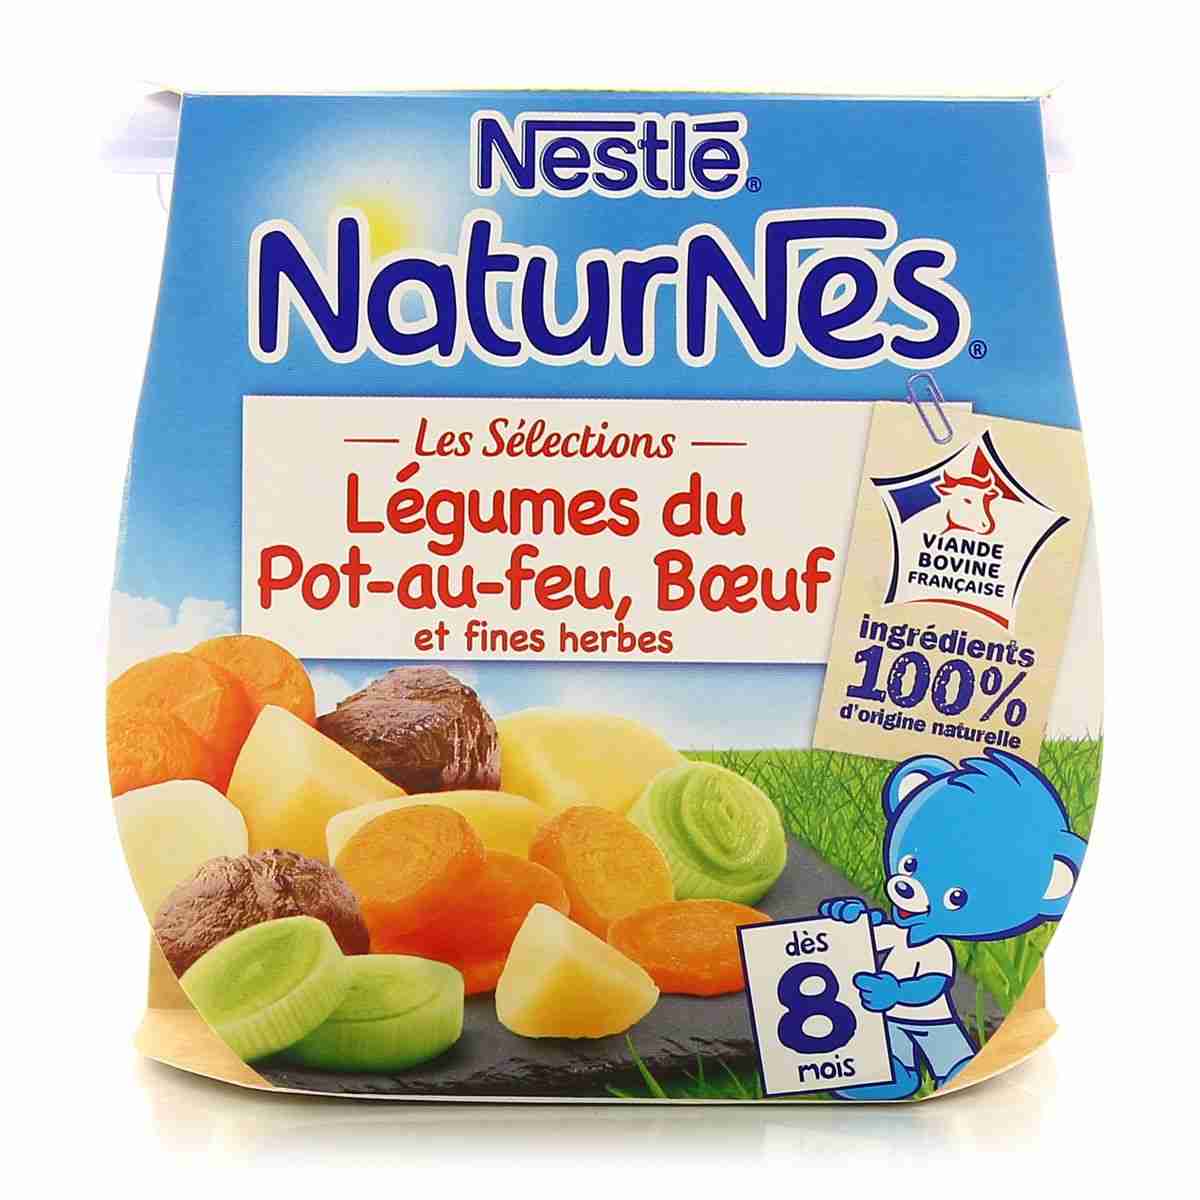 Nestlé®
NaturNes®
Les Sélections
Légumes du
Pot-au-feu, Bœuf
et fines herbes
VIANDE
BOVINE
FRANÇAISE
ingrédients
100%
d'origine naturelle
dès
8
mois